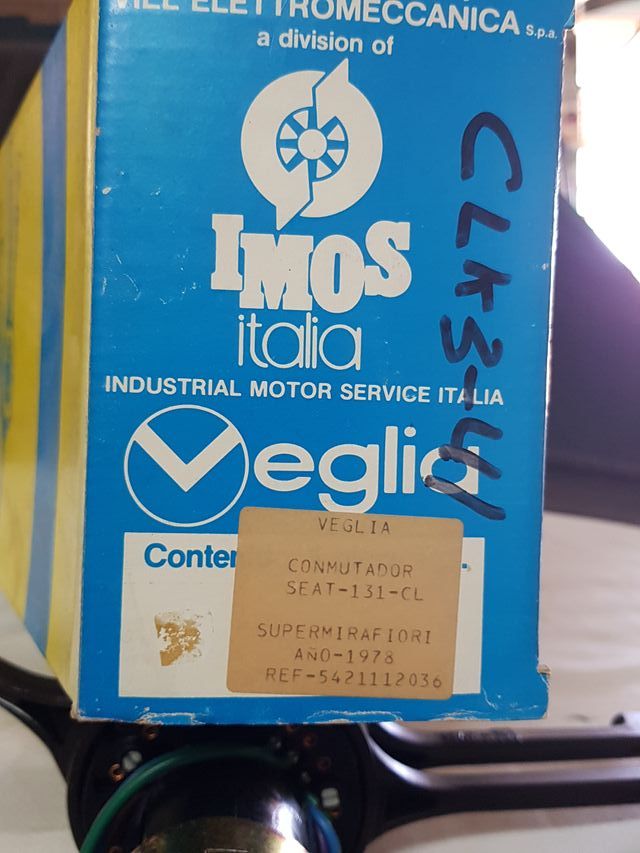 ELETTROMECCANICA S.p.a.
a division of
IMOS
italia
INDUSTRIAL MOTOR SERVICE ITALIA
Veglia
VEGLIA
CONMUTADOR
SEAT-131-CL
SUPERMIRAFIORI
AÑO-1978
REF-5421112036